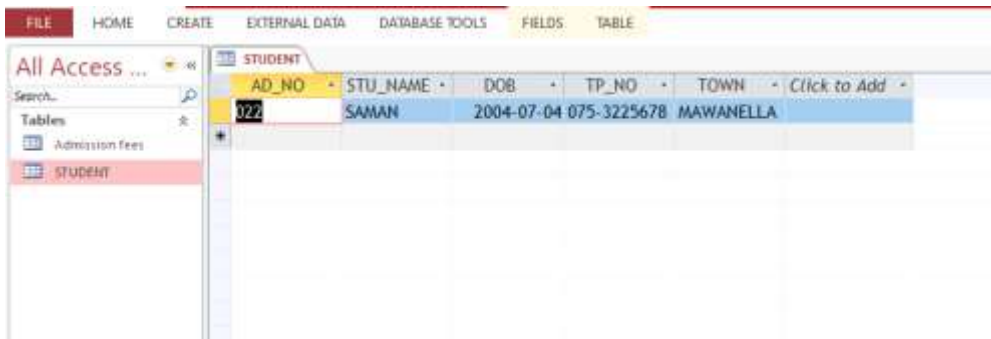 FILE HOME CREATE EXTERNAL DATA DATABASE TOOLS FIELDS TABLE
All Access ... «
Search...
Tables
Admission fees
STUDENT
STUDENT
AD_NO STU_NAME DOB TP_NO TOWN Click to Add
022 SAMAN 2004-07-04 075-3225678 MAWANELLA